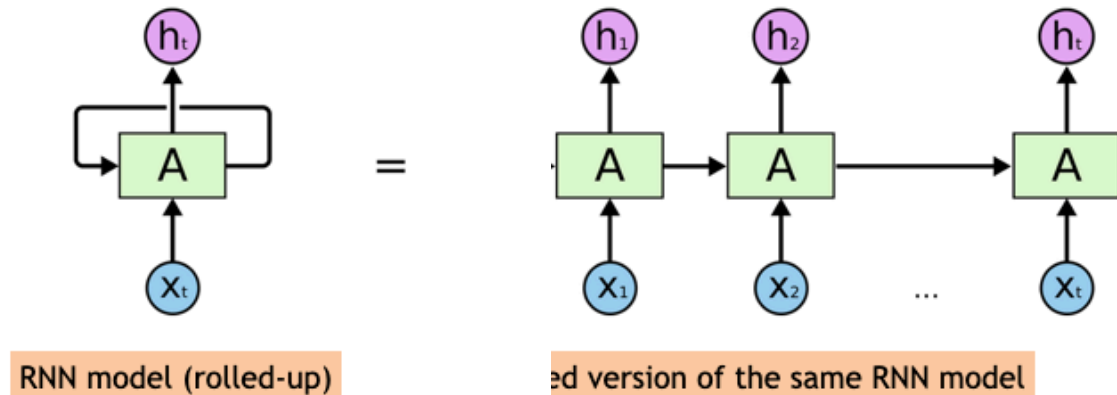 hₜ h₁ h₂ hₜ
A = A A A
xₜ x₁ x₂ ... xₜ
RNN model (rolled-up) ed version of the same RNN model